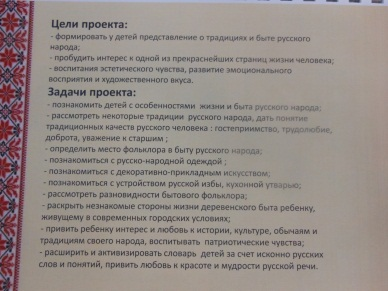 Цели проекта:
- формировать у детей представление о традициях и быте русского
народа;
- пробудить интерес к одной из прекраснейших страниц жизни человека;
- воспитания эстетического чувства, развитие эмоционального
восприятия и художественного вкуса.
Задачи проекта:
- познакомить детей с особенностями жизни и быта русского народа;
- рассмотреть некоторые традиции русского народа, дать понятие
традиционных качеств русского человека : гостеприимство, трудолюбие,
доброта, уважение к старшим ;
- определить место фольклора в быту русского народа;
- познакомиться с русско-народной одеждой ;
- познакомить с декоративно-прикладным искусством;
- познакомиться с устройством русской избы, кухонной утварью;
- рассмотреть разновидности бытового фольклора;
- раскрыть незнакомые стороны жизни деревенского быта ребенку,
живущему в современных городских условиях;
- привить ребенку интерес и любовь к истории, культуре, обычаям и
традициям своего народа, воспитывать патриотические чувства;
- расширить и активизировать словарь детей за счет исконно русских
слов и понятий, привить любовь к красоте и мудрости русской речи.